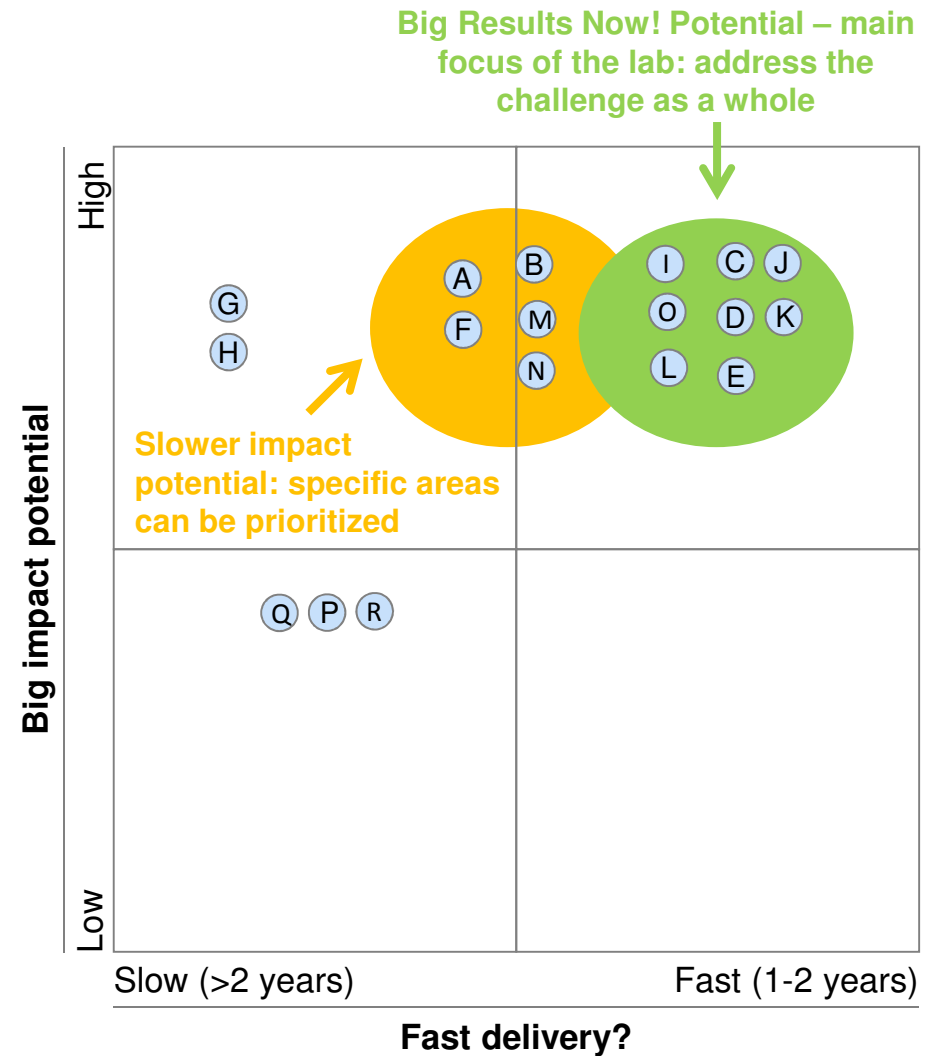 Big Results Now! Potential – main
focus of the lab: address the
challenge as a whole
High
I
C
J
B
A
G
O
D
K
M
F
H
L
N
E
Slower impact
potential: specific areas
can be prioritized
Big impact potential
Q
P
R
Low
Slow (>2 years)
Fast (1-2 years)
Fast delivery?